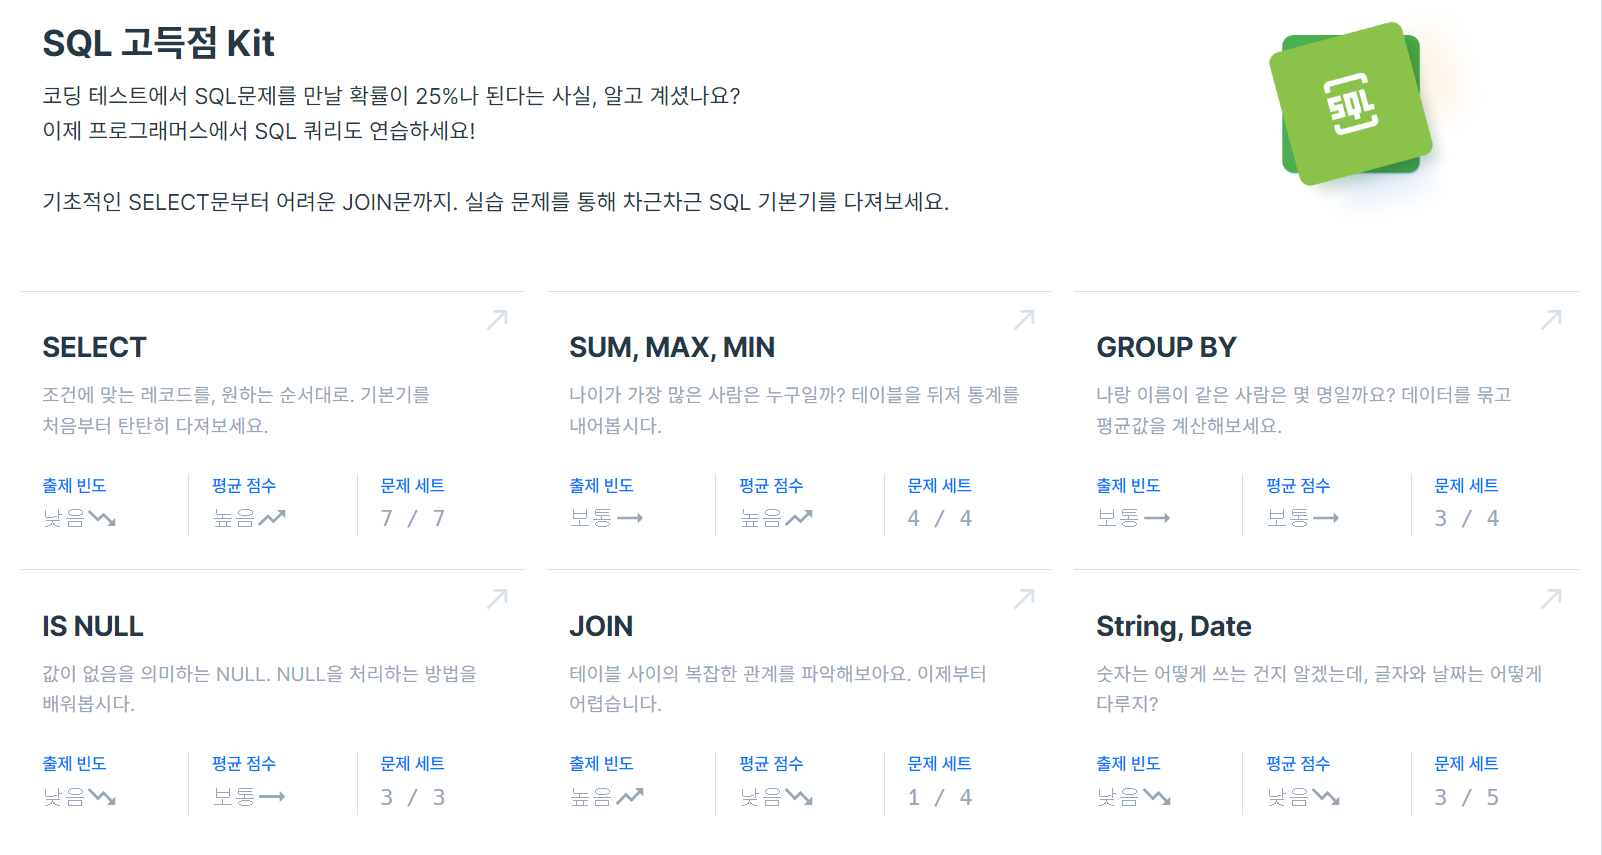 SQL 고득점 Kit
코딩 테스트에서 SQL문제를 만날 확률이 25%나 된다는 사실, 알고 계셨나요?
이제 프로그래머스에서 SQL 쿼리도 연습하세요!
기초적인 SELECT문부터 어려운 JOIN문까지. 실습 문제를 통해 차근차근 SQL 기본기를 다져보세요.
SQL
SELECT
조건에 맞는 레코드를, 원하는 순서대로. 기본기를
처음부터 탄탄히 다져보세요.
출제 빈도 평균 점수 문제 세트
낮음 높음 7 / 7
SUM, MAX, MIN
나이가 가장 많은 사람은 누구일까? 테이블을 뒤져 통계를
내어봅시다.
출제 빈도 평균 점수 문제 세트
보통 높음 4 / 4
GROUP BY
나랑 이름이 같은 사람은 몇 명일까요? 데이터를 묶고
평균값을 계산해보세요.
출제 빈도 평균 점수 문제 세트
보통 보통 3 / 4
IS NULL
값이 없음을 의미하는 NULL. NULL을 처리하는 방법을
배워봅시다.
출제 빈도 평균 점수 문제 세트
낮음 보통 3 / 3
JOIN
테이블 사이의 복잡한 관계를 파악해보아요. 이제부터
어렵습니다.
출제 빈도 평균 점수 문제 세트
높음 낮음 1 / 4
String, Date
숫자는 어떻게 쓰는 건지 알겠는데, 글자와 날짜는 어떻게
다루지?
출제 빈도 평균 점수 문제 세트
낮음 낮음 3 / 5